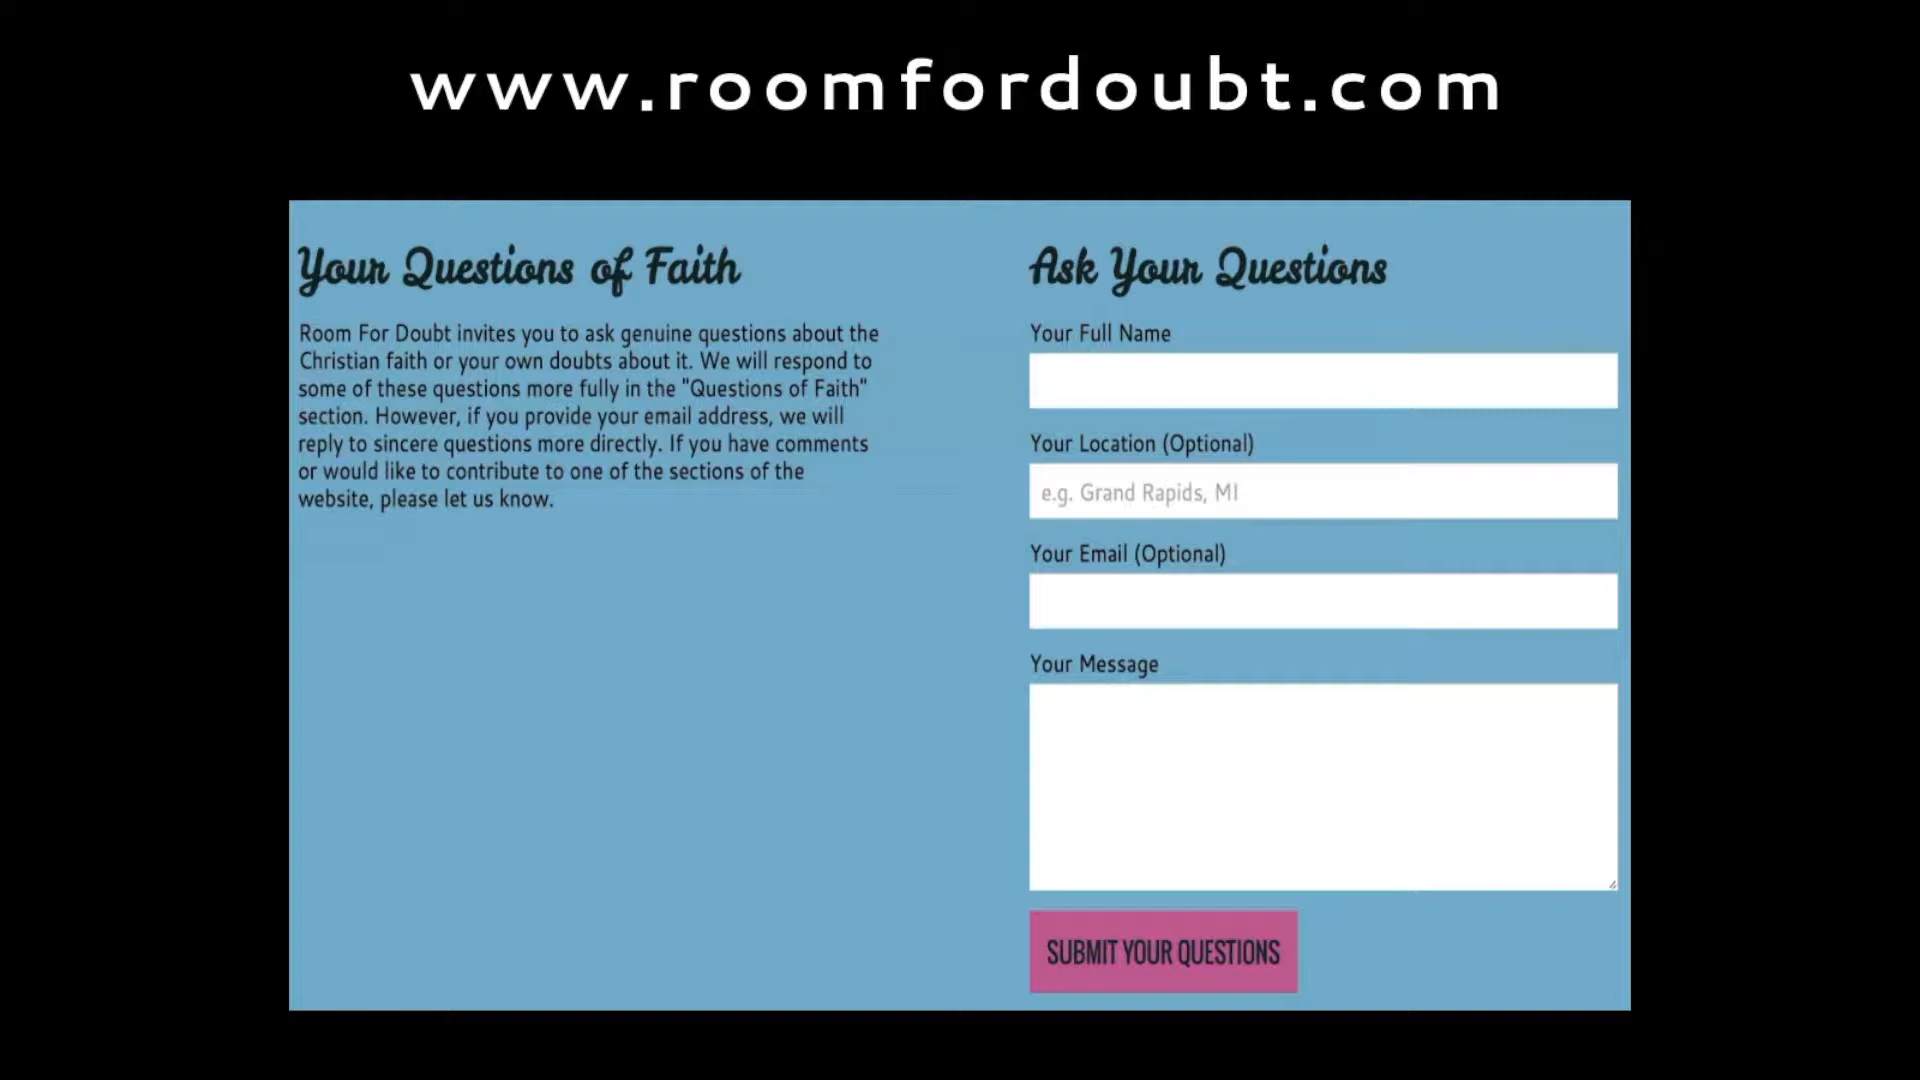 www.roomfordoubt.com
Your Questions of Faith
Room For Doubt invites you to ask genuine questions about the
Christian faith or your own doubts about it. We will respond to
some of these questions more fully in the "Questions of Faith"
section. However, if you provide your email address, we will
reply to sincere questions more directly. If you have comments
or would like to contribute to one of the sections of the
website, please let us know.
Ask Your Questions
Your Full Name
Your Location (Optional)
e.g. Grand Rapids, MI
Your Email (Optional)
Your Message
SUBMIT YOUR QUESTIONS